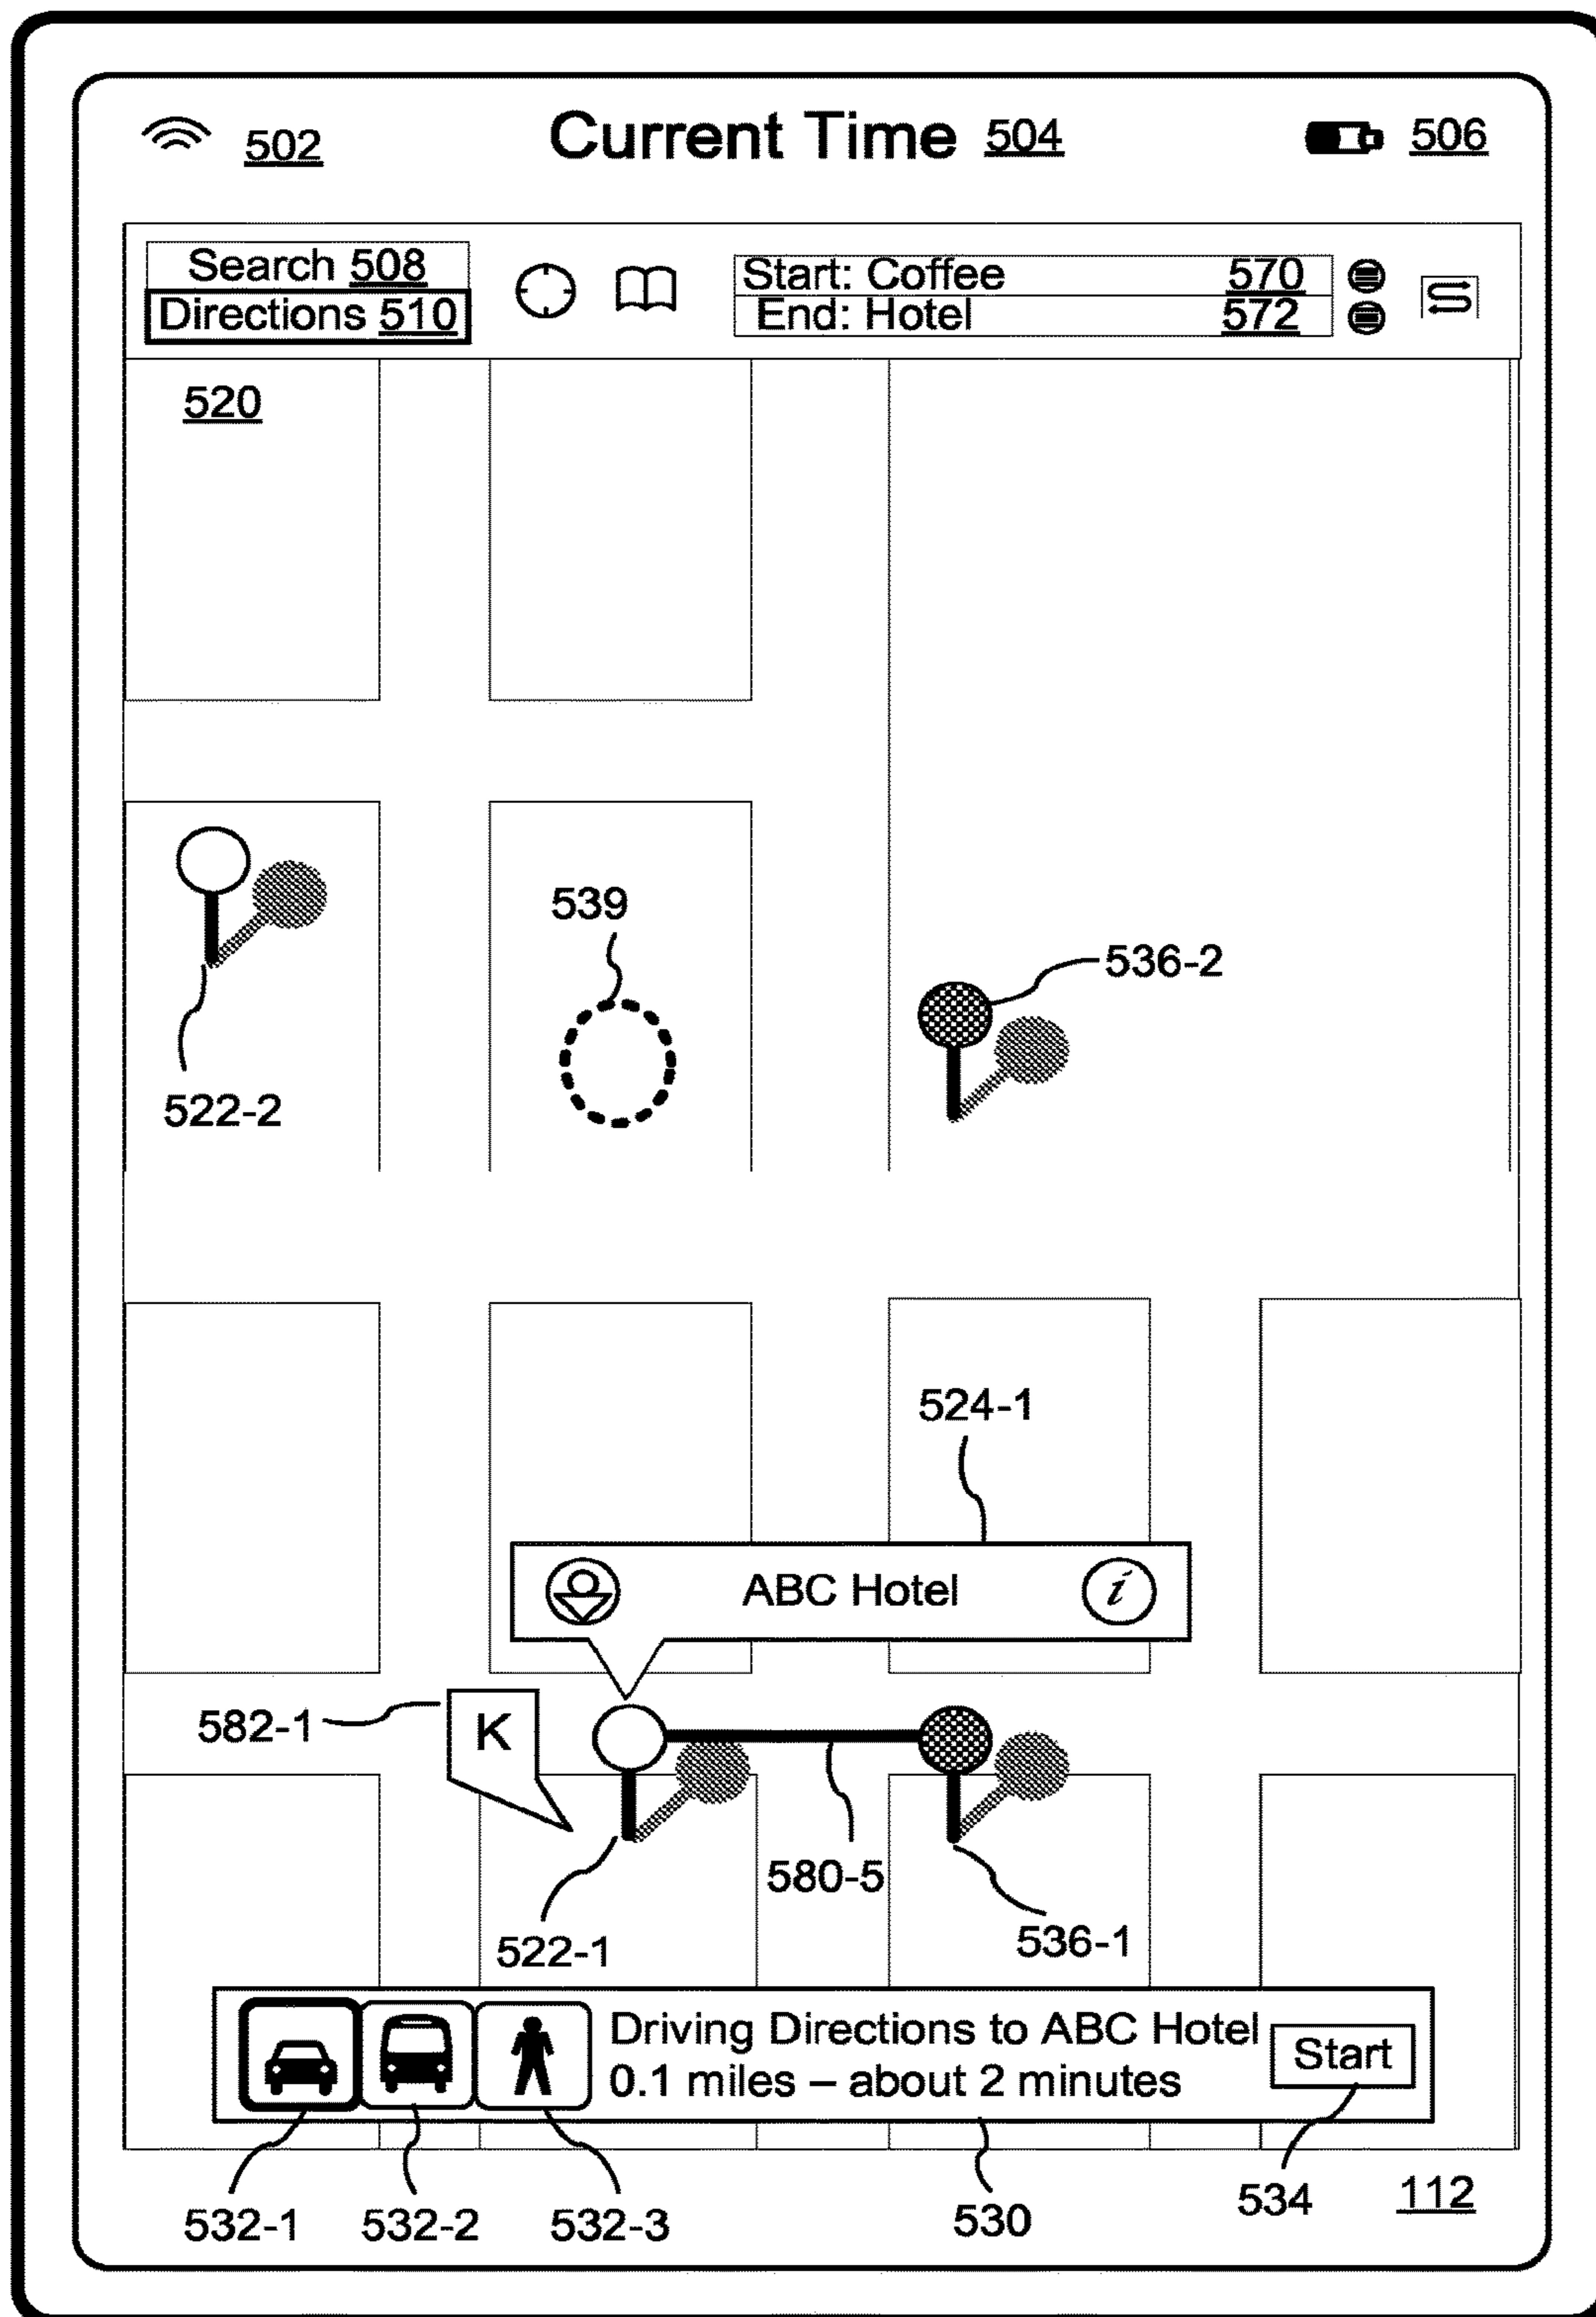 502
Current Time 504
506
Search 508
Directions 510
Start: Coffee 570
End: Hotel 572
520
539
536-2
522-2
524-1
ABC Hotel
i
582-1
K
580-5
522-1
536-1
Driving Directions to ABC Hotel
0.1 miles – about 2 minutes
Start
532-1
532-2
532-3
530
534
112